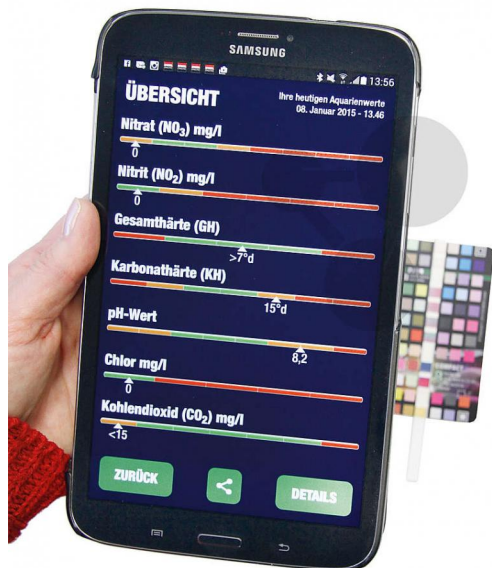 SAMSUNG
13:56
ÜBERSICHT
Ihre heutigen Aquarienwerte
08. Januar 2015 - 13.46
Nitrat (NO₃) mg/l
0
Nitrit (NO₂) mg/l
0
Gesamthärte (GH)
>7°d
Karbonathärte (KH)
15°d
pH-Wert
8,2
Chlor mg/l
0
Kohlendioxid (CO₂) mg/l
<15
ZURÜCK
DETAILS